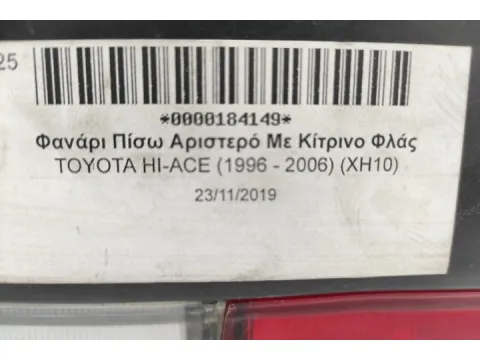 25
*0000184149*
Φανάρι Πίσω Αριστερό Με Κίτρινο Φλάς
TOYOTA HI-ACE (1996 - 2006) (XH10)
23/11/2019